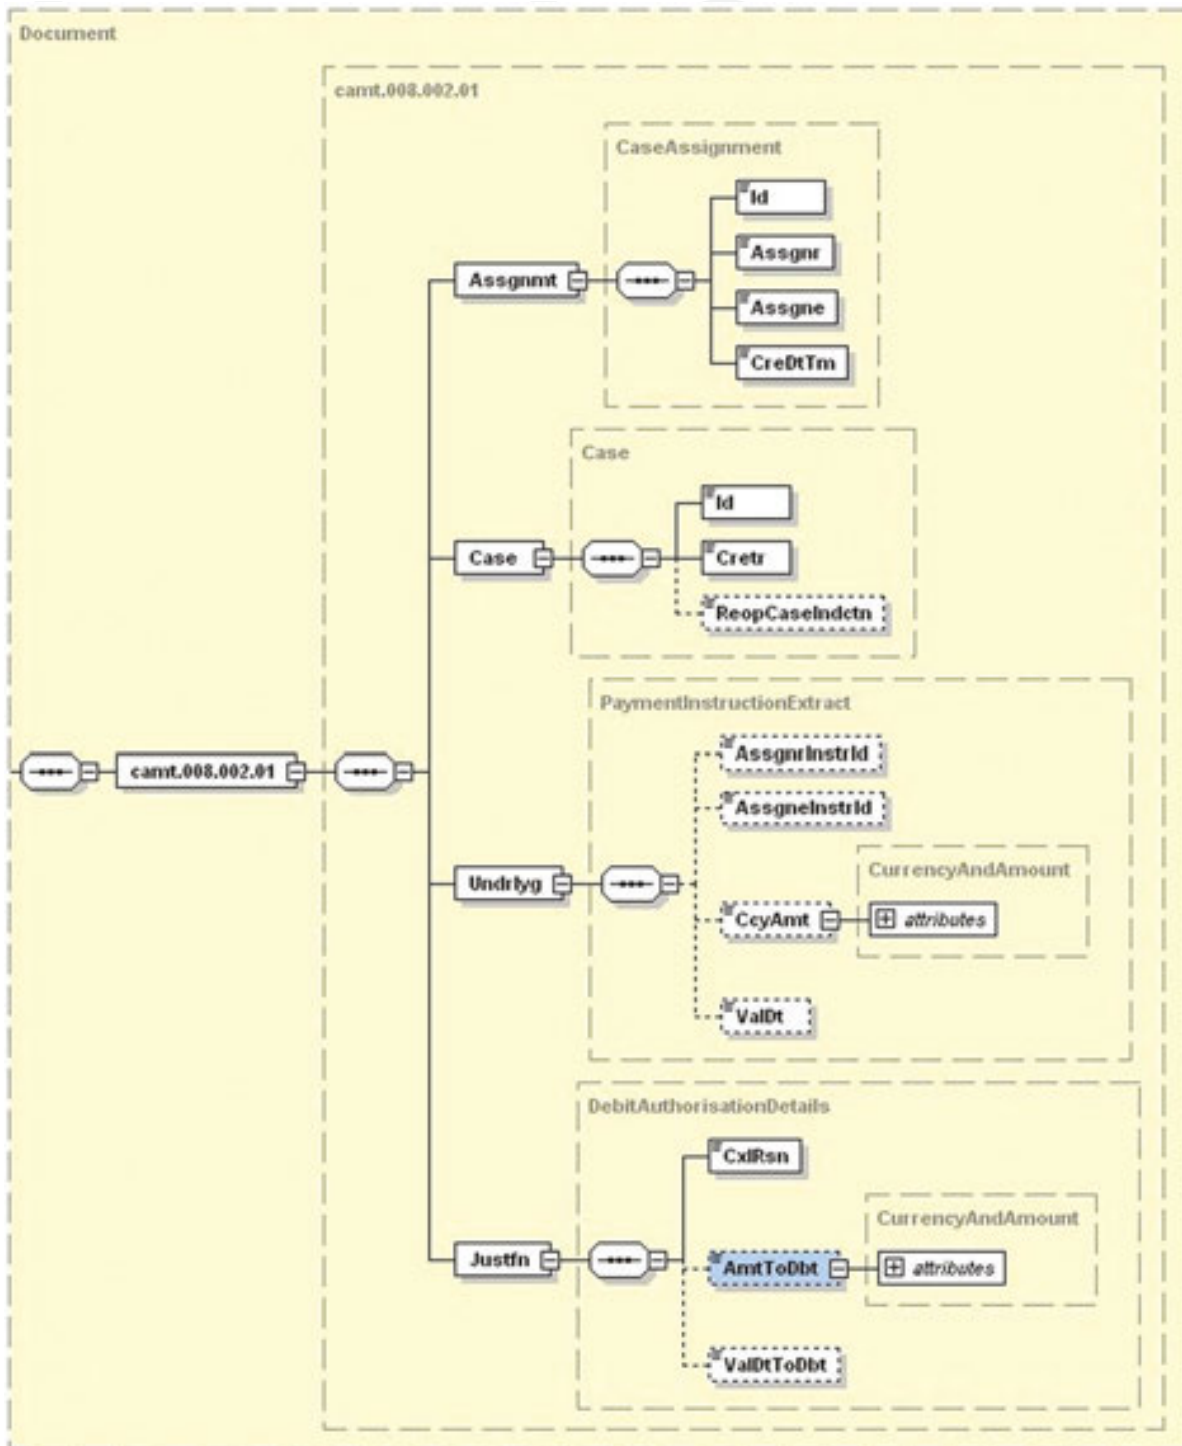 Document
camt.008.002.01
CaseAssignment
Id
Assgnr
Assgnmt
Assgne
CreDtTm
Case
Id
Case
Cretr
ReopCaseIndctn
PaymentInstructionExtract
AssgnrInstrId
camt.008.002.01
AssgneInstrId
CurrencyAndAmount
Undrlyg
CcyAmt
attributes
ValDt
DebitAuthorisationDetails
CxlRsn
CurrencyAndAmount
Justfn
AmtToDbt
attributes
ValDtToDbt